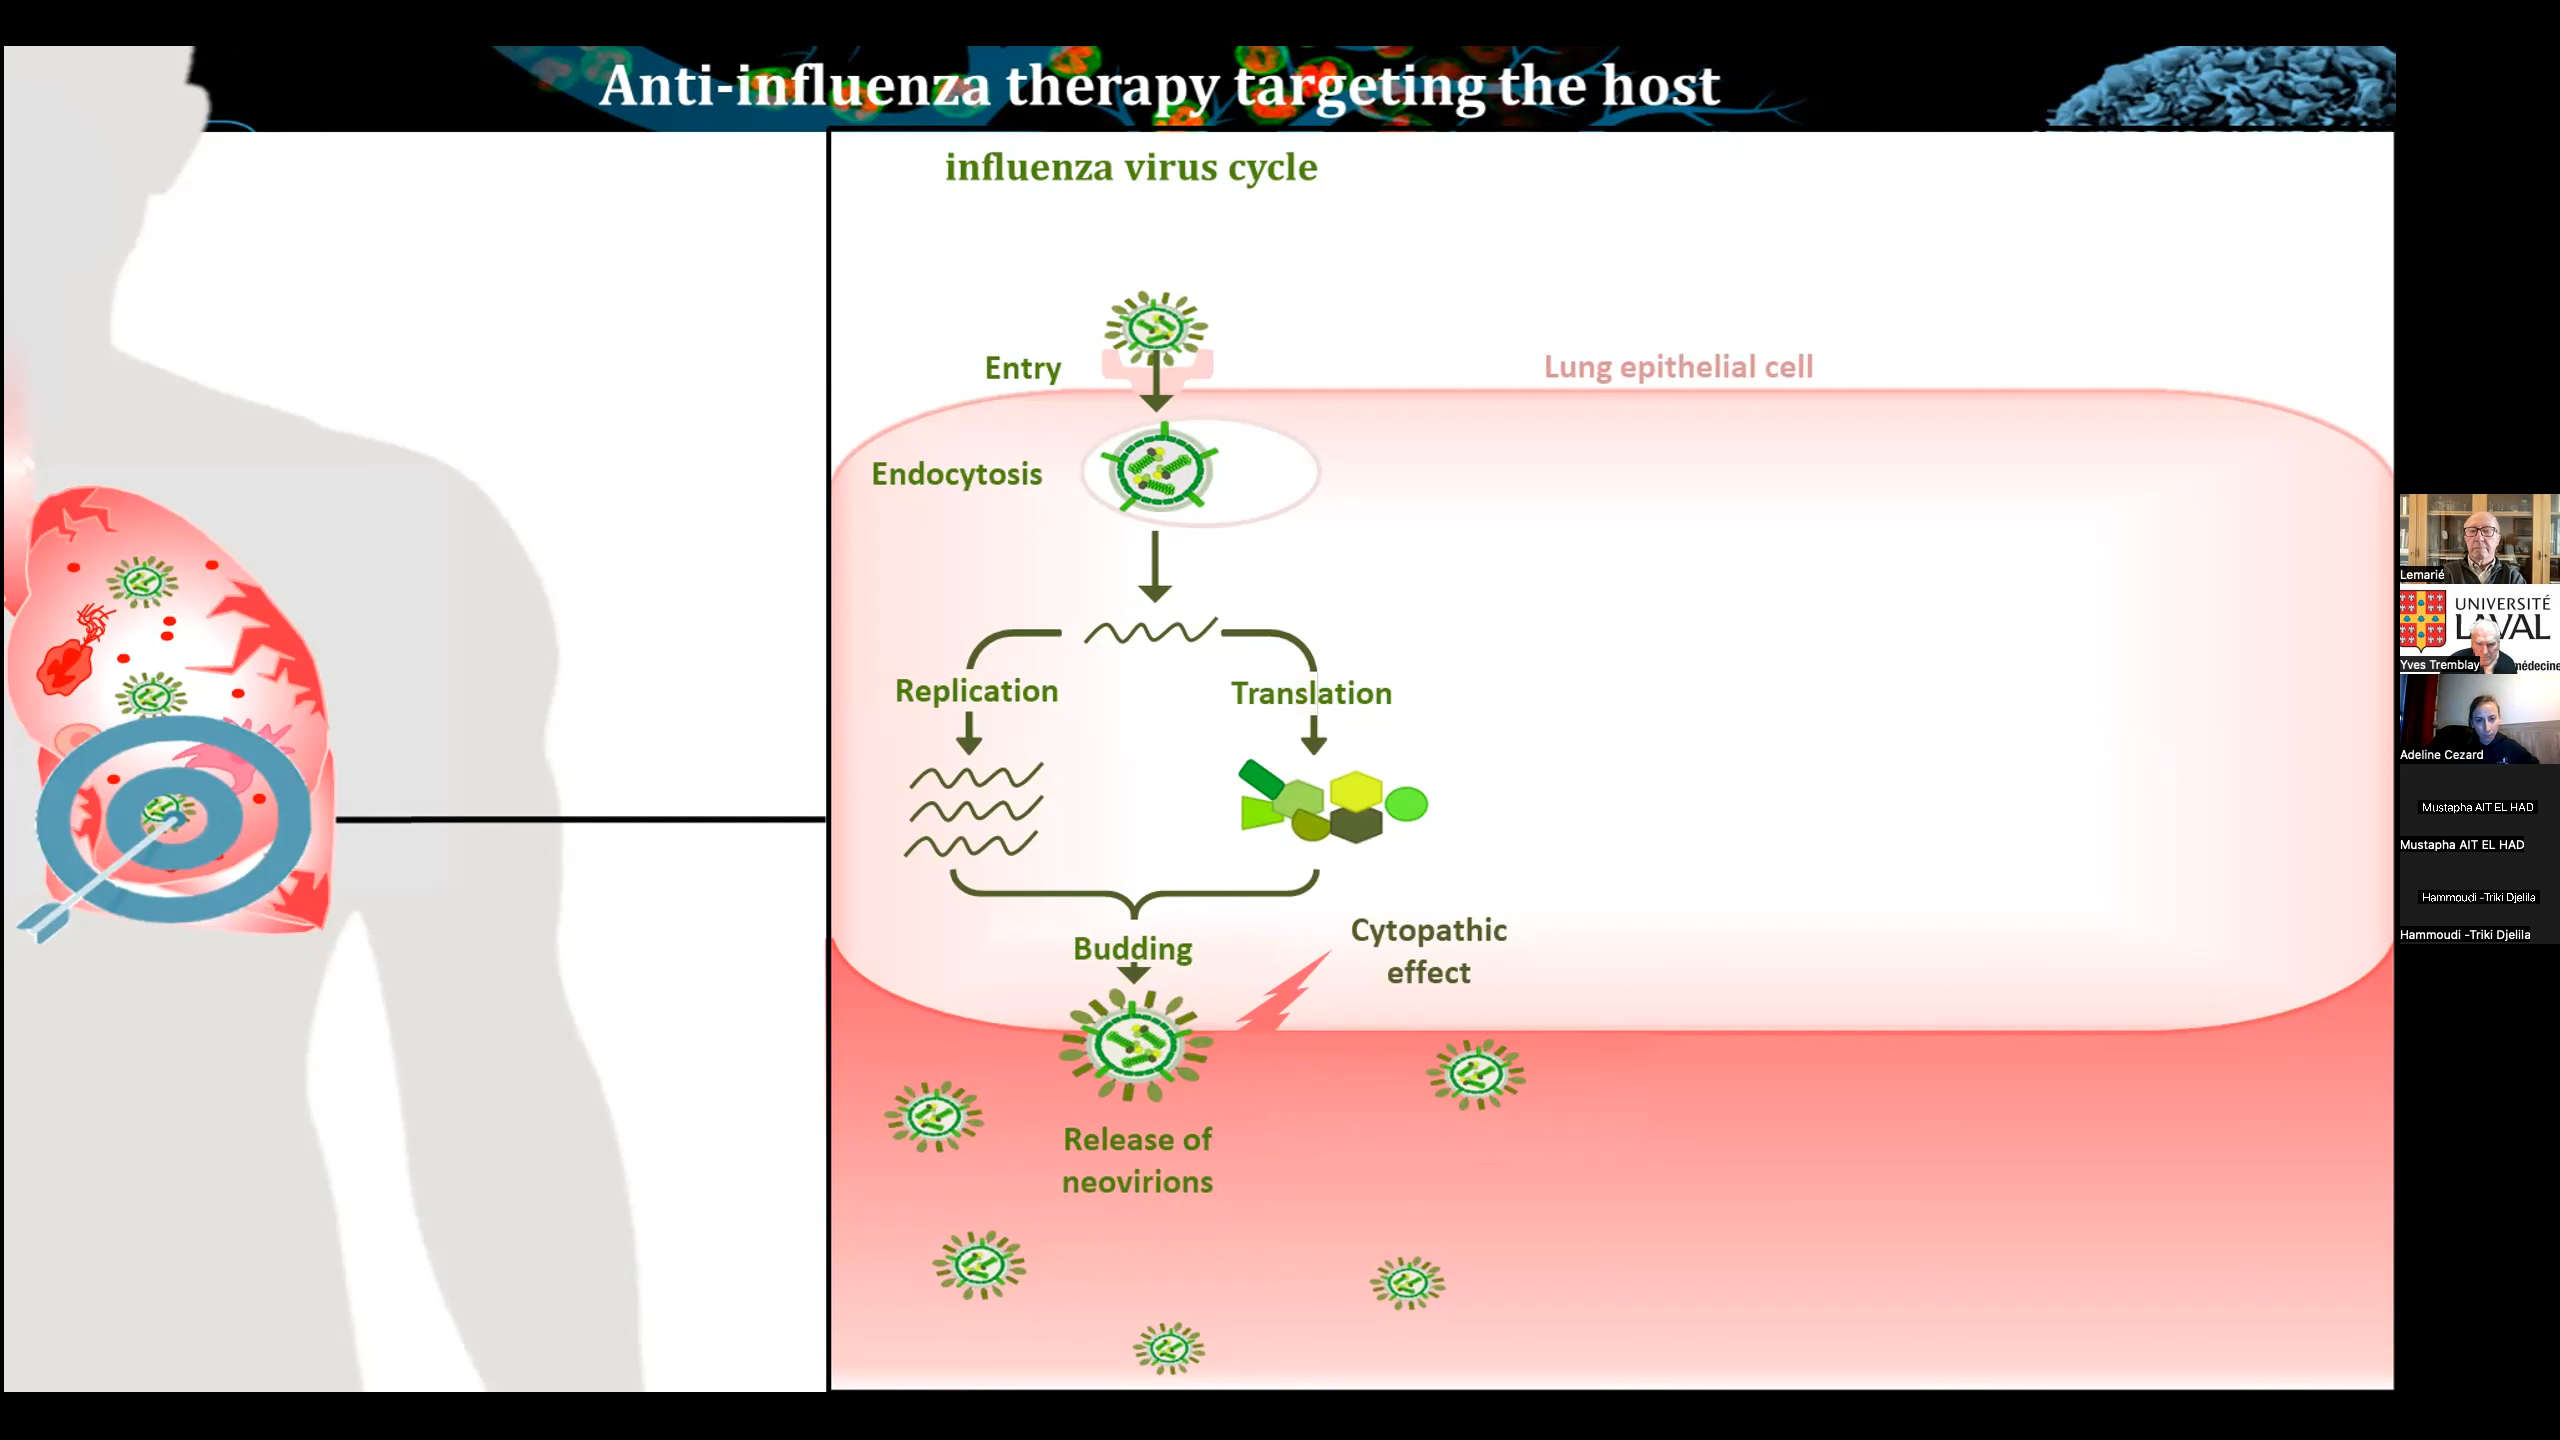 Anti-influenza therapy targeting the host
influenza virus cycle
Entry
Lung epithelial cell
Endocytosis
Replication
Translation
Budding
Cytopathic
effect
Release of
neovirions
Lemarié
UNIVERSITÉ
LAVAL
Yves Tremblay
médecine
Adeline Cezard
Mustapha AIT EL HAD
Mustapha AIT EL HAD
Hammoudi -Triki Djelila
Hammoudi -Triki Djelila